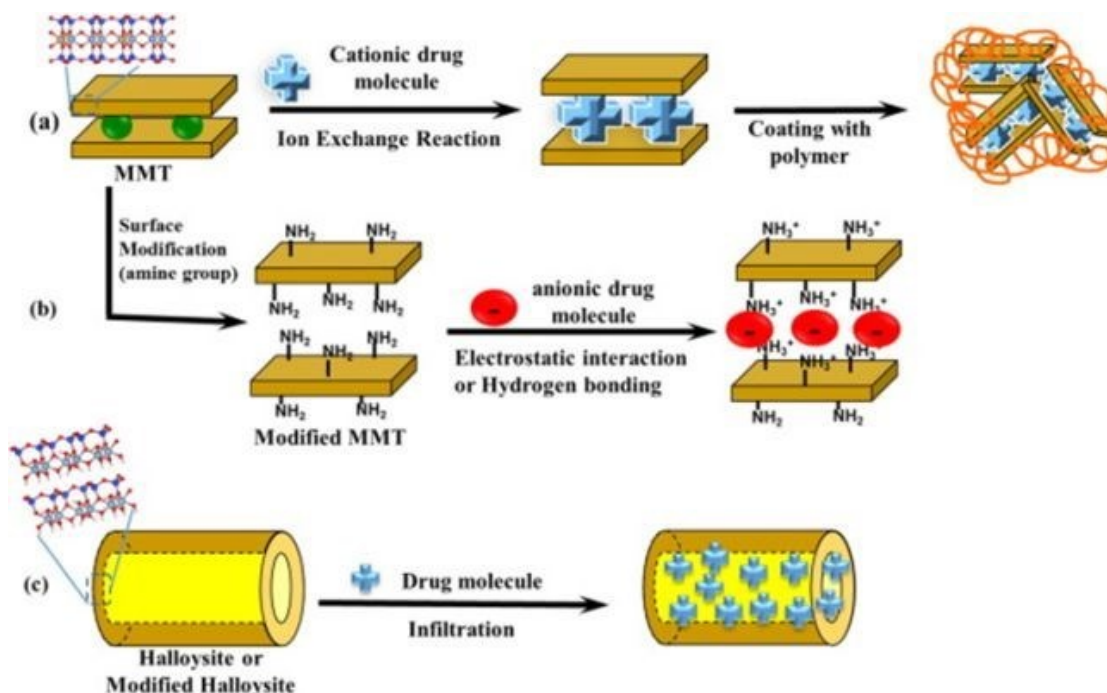 (a)
MMT
Cationic drug
molecule
Ion Exchange Reaction
Coating with
polymer
Surface
Modification
(amine group)
(b)
NH2
NH2
NH2
NH2
NH2
NH2
NH2
NH2
NH2
NH2
Modified MMT
anionic drug
molecule
Electrostatic interaction
or Hydrogen bonding
NH3+
NH3+
NH3+
NH3+
NH3+
- - -
NH3+
NH3+
NH3
NH2
NH2
(c)
Halloysite or
Modified Halloysite
Drug molecule
Infiltration